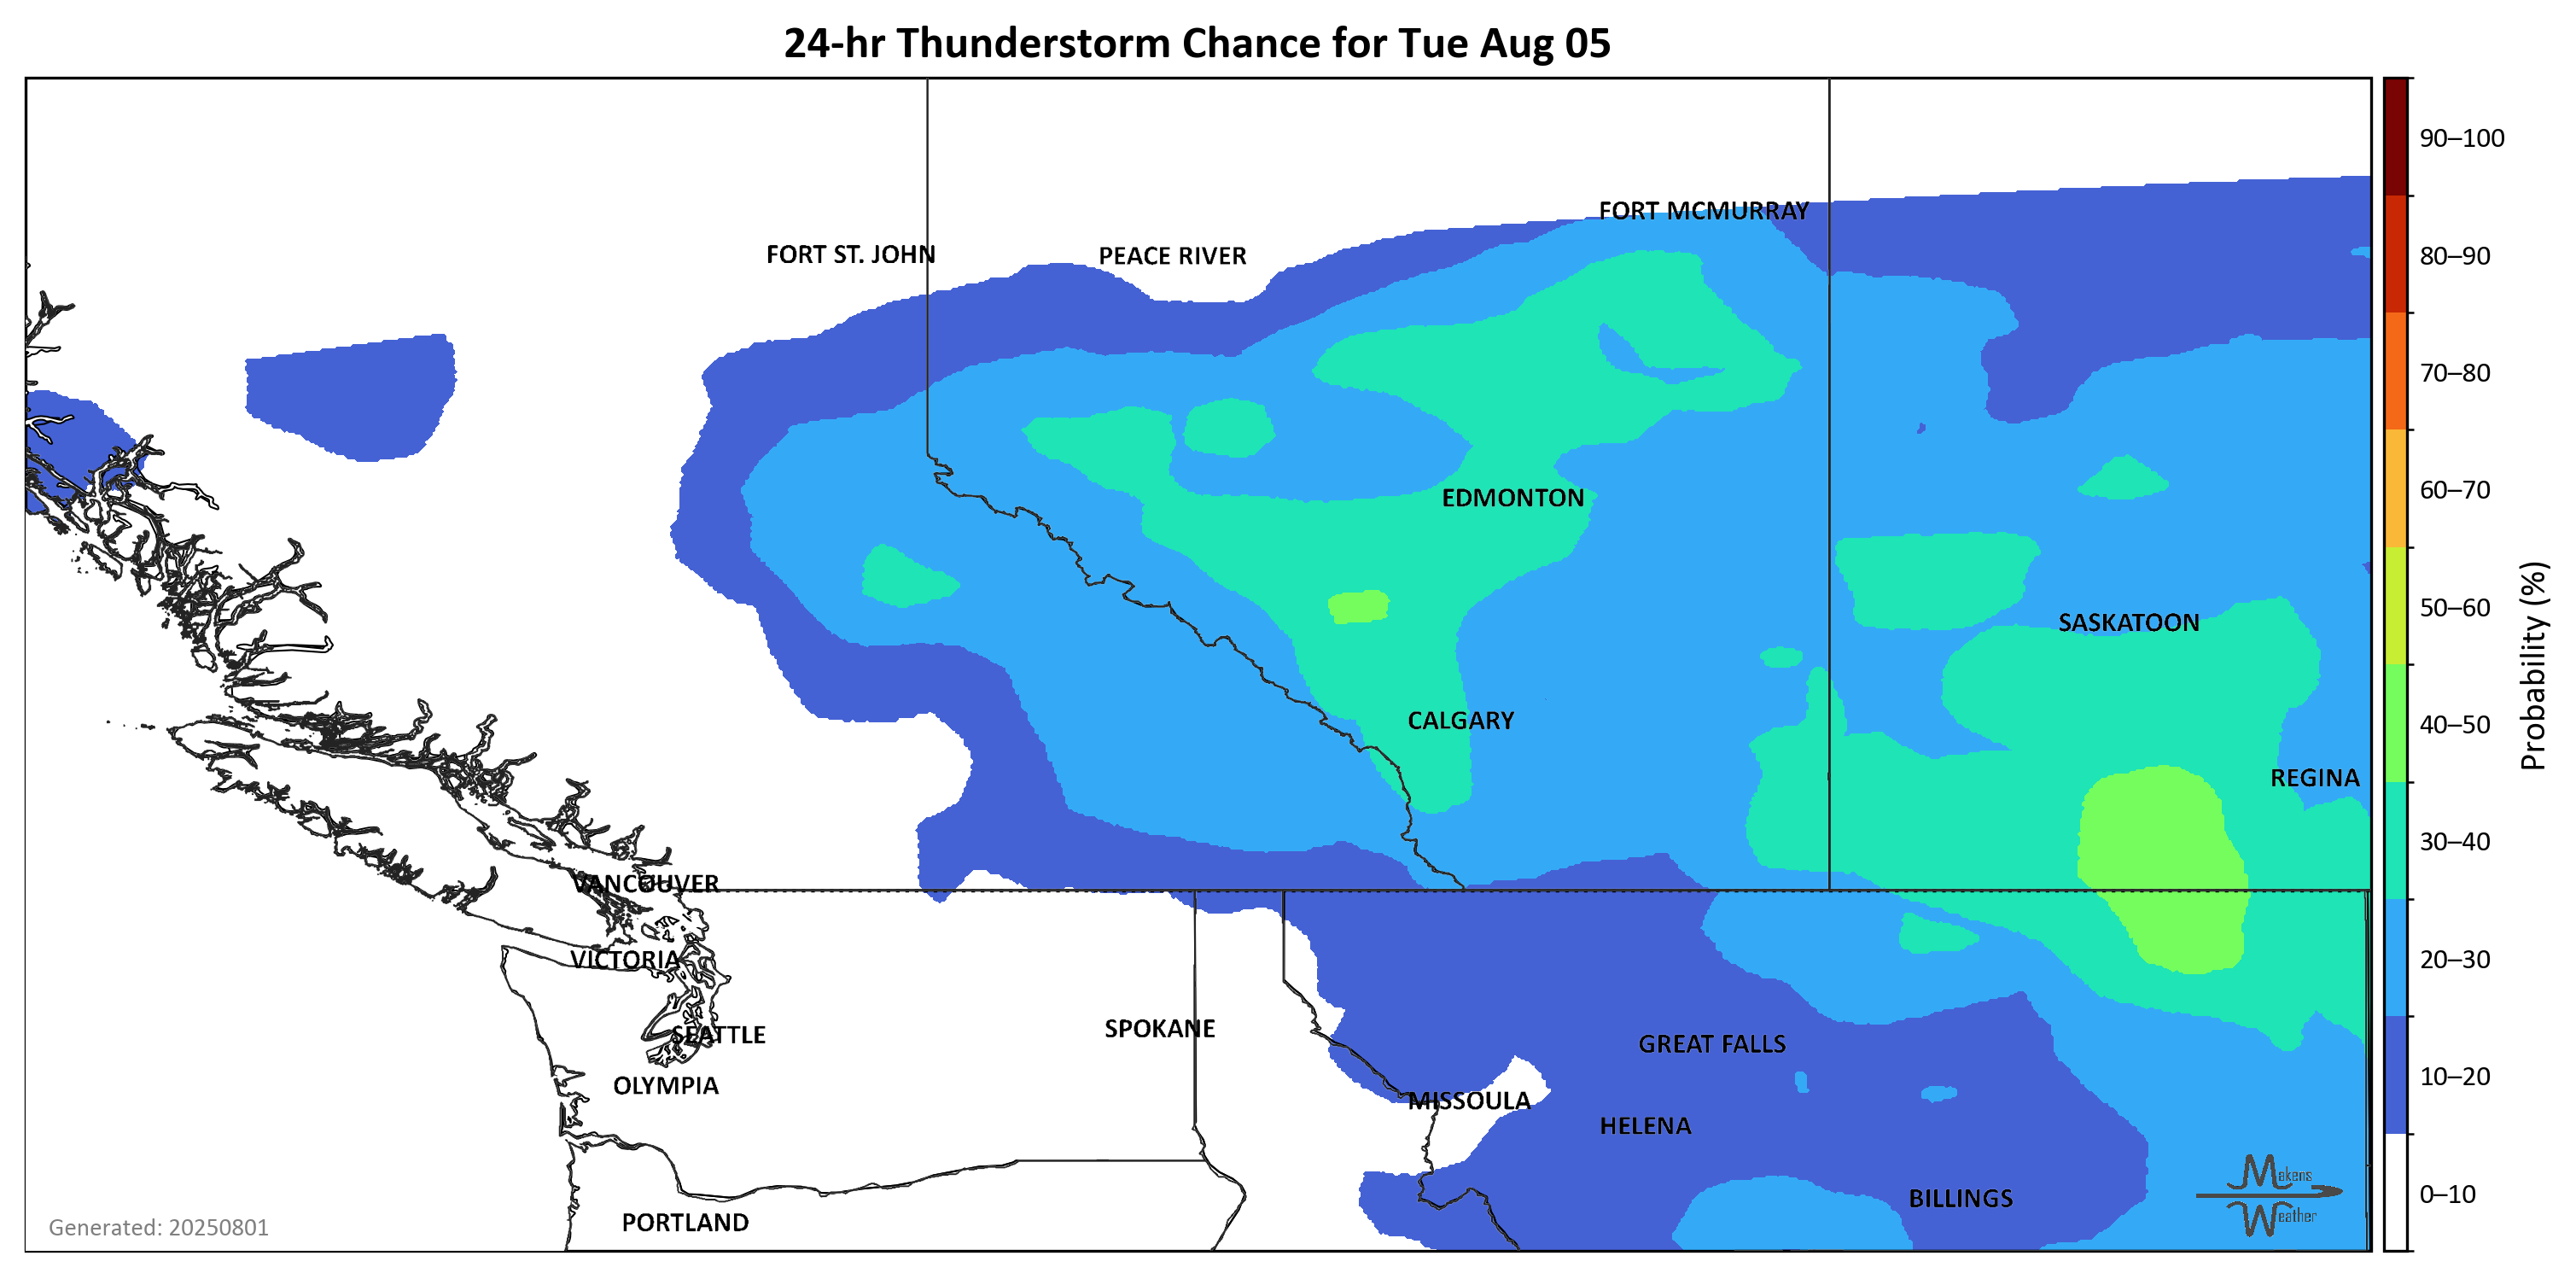 24-hr Thunderstorm Chance for Tue Aug 05
FORT MCMURRAY
FORT ST. JOHN
PEACE RIVER
EDMONTON
SASKATOON
CALGARY
REGINA
VANCOUVER
VICTORIA
SEATTLE
SPOKANE
GREAT FALLS
OLYMPIA
MISSOULA
HELENA
BILLINGS
PORTLAND
Makens
Weather
Generated: 20250801
90–100
80–90
70–80
60–70
50–60
40–50
30–40
20–30
10–20
0–10
Probability (%)